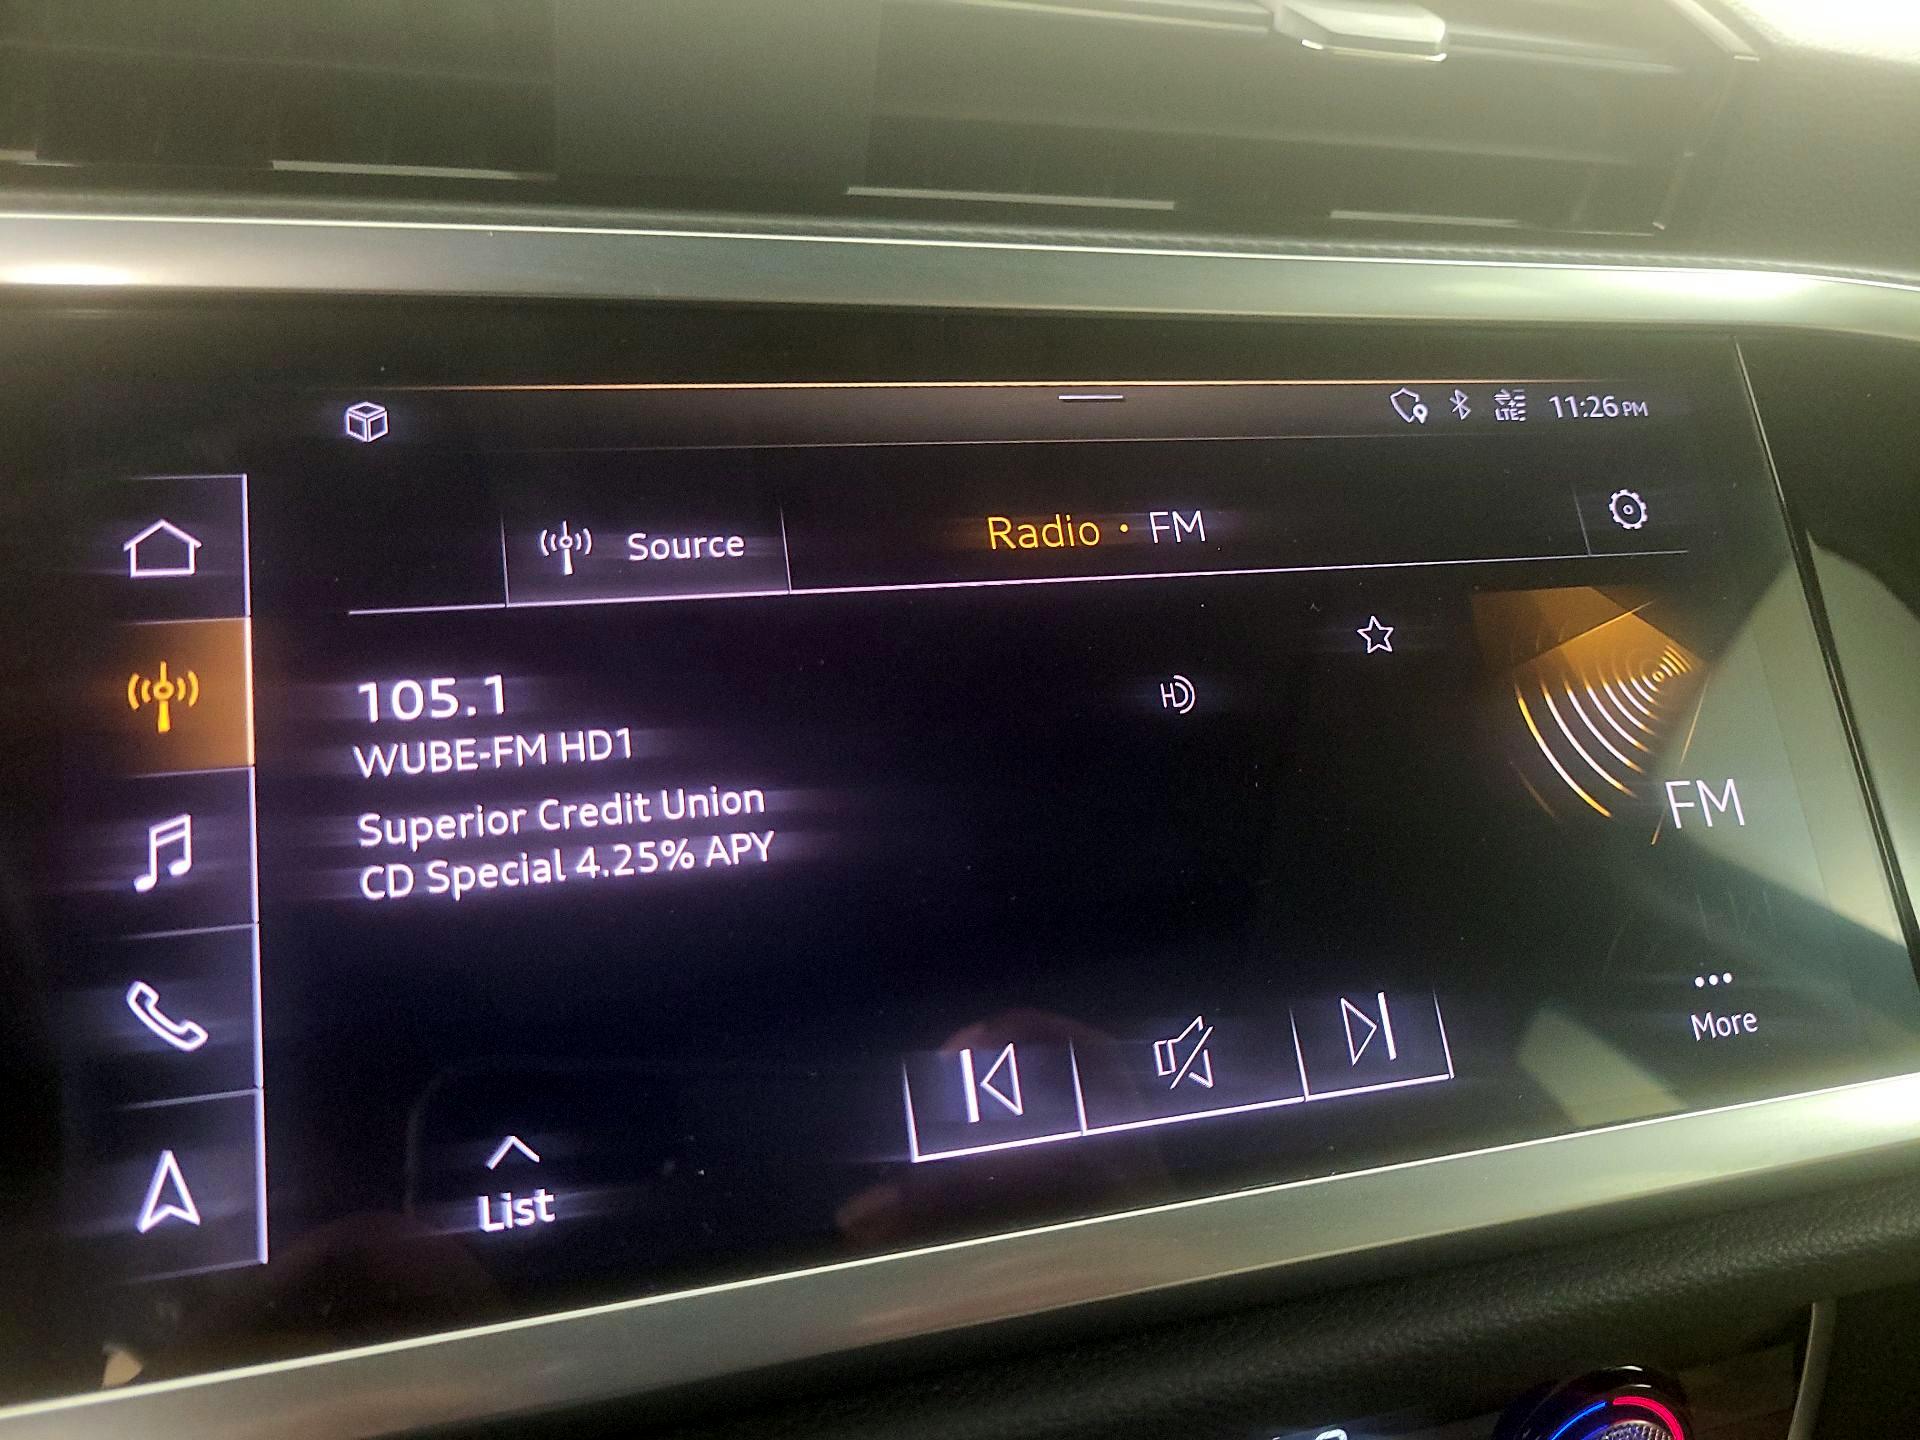 LTE 11:26 PM
Source
Radio • FM
105.1
HD
WUBE-FM HD1
Superior Credit Union
CD Special 4.25% APY
FM
More
List